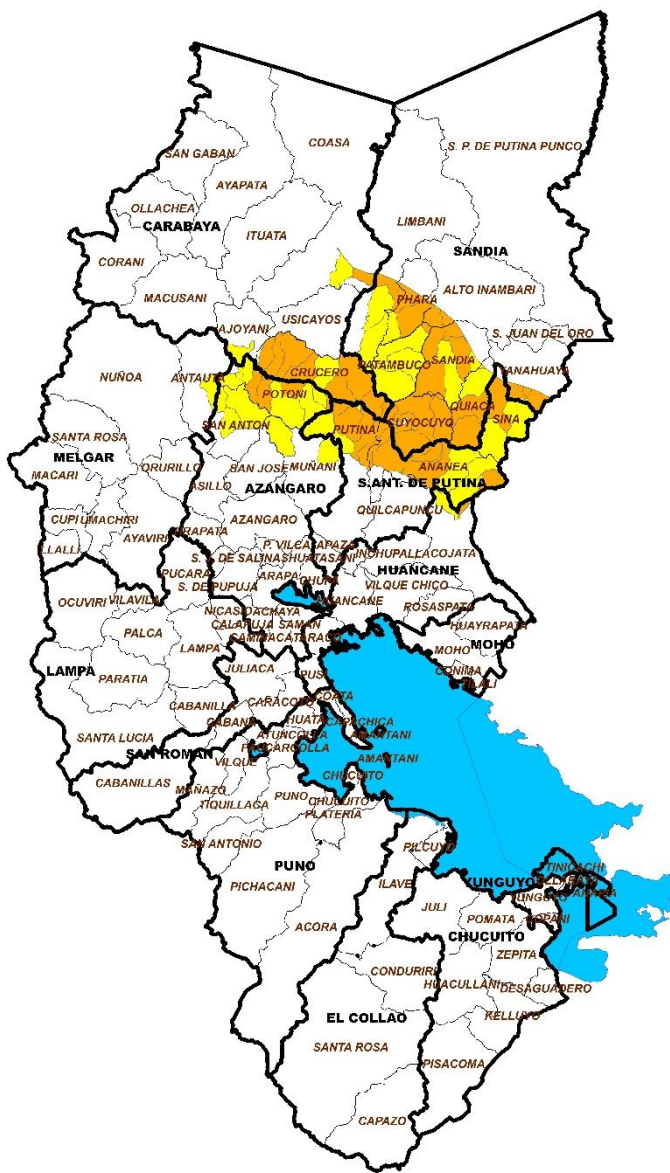 COASA
S. P. DE PUTINA PUNCO
SAN GABAN
AYAPATA
OLLACHEA
LIMBANI
CARABAYA
ITUATA
SANDIA
CORANI
ALTO INAMBARI
MACUSANI
PHARA
USICAYOS
AJOYANI
S. JUAN DEL ORO
SANDIA
PATAMBUCO
YANAHUAYA
NUÑOA
ANTAUTA
CRUCERO
POTONI
QUIACA
SINA
SAN ANTON
PUTINA
CUYOCUYO
SANTA ROSA
MELGAR
ORURILLO
SAN JOSE
MUÑANI
ANANEA
MACARI
ASILLO
AZANGARO
S.ANT. DE PUTINA
QUILCAPUNCU
CUPI
UMACHIRI
AZANGARO
LLALLI
AYAVIRI
TIRAPATA
PUCARA
S. DE PUPUJA
ARAPA
CHUPA
INCHUPALLA
COJATA
HUANCANE
VILQUE CHICO
OCUVIRI
VILAVILA
NICASIO
ACHAYA
HUANCANE
ROSASPATA
PALCA
LAMPA
CALAPUJA
SAMAN
HUAYRAPATA
LAMPA
CAMINACA
TARACO
MOHO
MOHO
PARATIA
JULIACA
PUSI
CONIMA
TILALI
CABANILLA
CARACOTO
COATA
HUATA
CAPACHICA
SANTA LUCIA
CABANA
ATUNCOLLA
AMANTANI
SAN ROMAN
VILQUE
PAUCARCOLLA
AMANTANI
CABANILLAS
MAÑAZO
CHUCUITO
TIQUILLACA
PUNO
CHUCUITO
PLATERIA
SAN ANTONIO
PILCUYO
PUNO
TINICACHI
PICHACANI
ILAVE
YUNGUYO
ANAPIA
JULI
YUNGUYO
ACORA
POMATA
COPANI
CHUCUITO
ZEPITA
CONDURIRI
HUACULLANI
DESAGUADERO
EL COLLAO
KELLUYO
SANTA ROSA
PISACOMA
CAPAZO